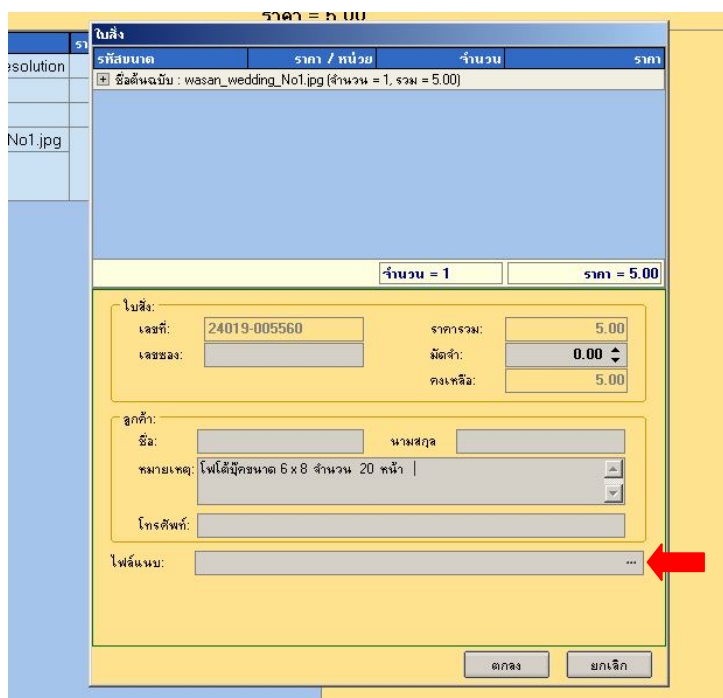 ราคา = 5.00
รา
ใบสั่ง
รหัสขนาด ราคา / หน่วย จำนวน ราคา
esolution
ชื่อต้นฉบับ : wasan_wedding_No1.jpg (จำนวน = 1, รวม = 5.00)
No1.jpg
จำนวน = 1 ราคา = 5.00
ใบสั่ง:
เลขที่: 24019-005560 ราคารวม: 5.00
เลขซอง: มัดจำ: 0.00
คงเหลือ: 5.00
ลูกค้า:
ชื่อ: นามสกุล
หมายเหตุ: โฟโต้บุ๊คขนาด 6 x 8 จำนวน 20 หน้า
โทรศัพท์:
ไฟล์แนบ: ...
ตกลง ยกเลิก